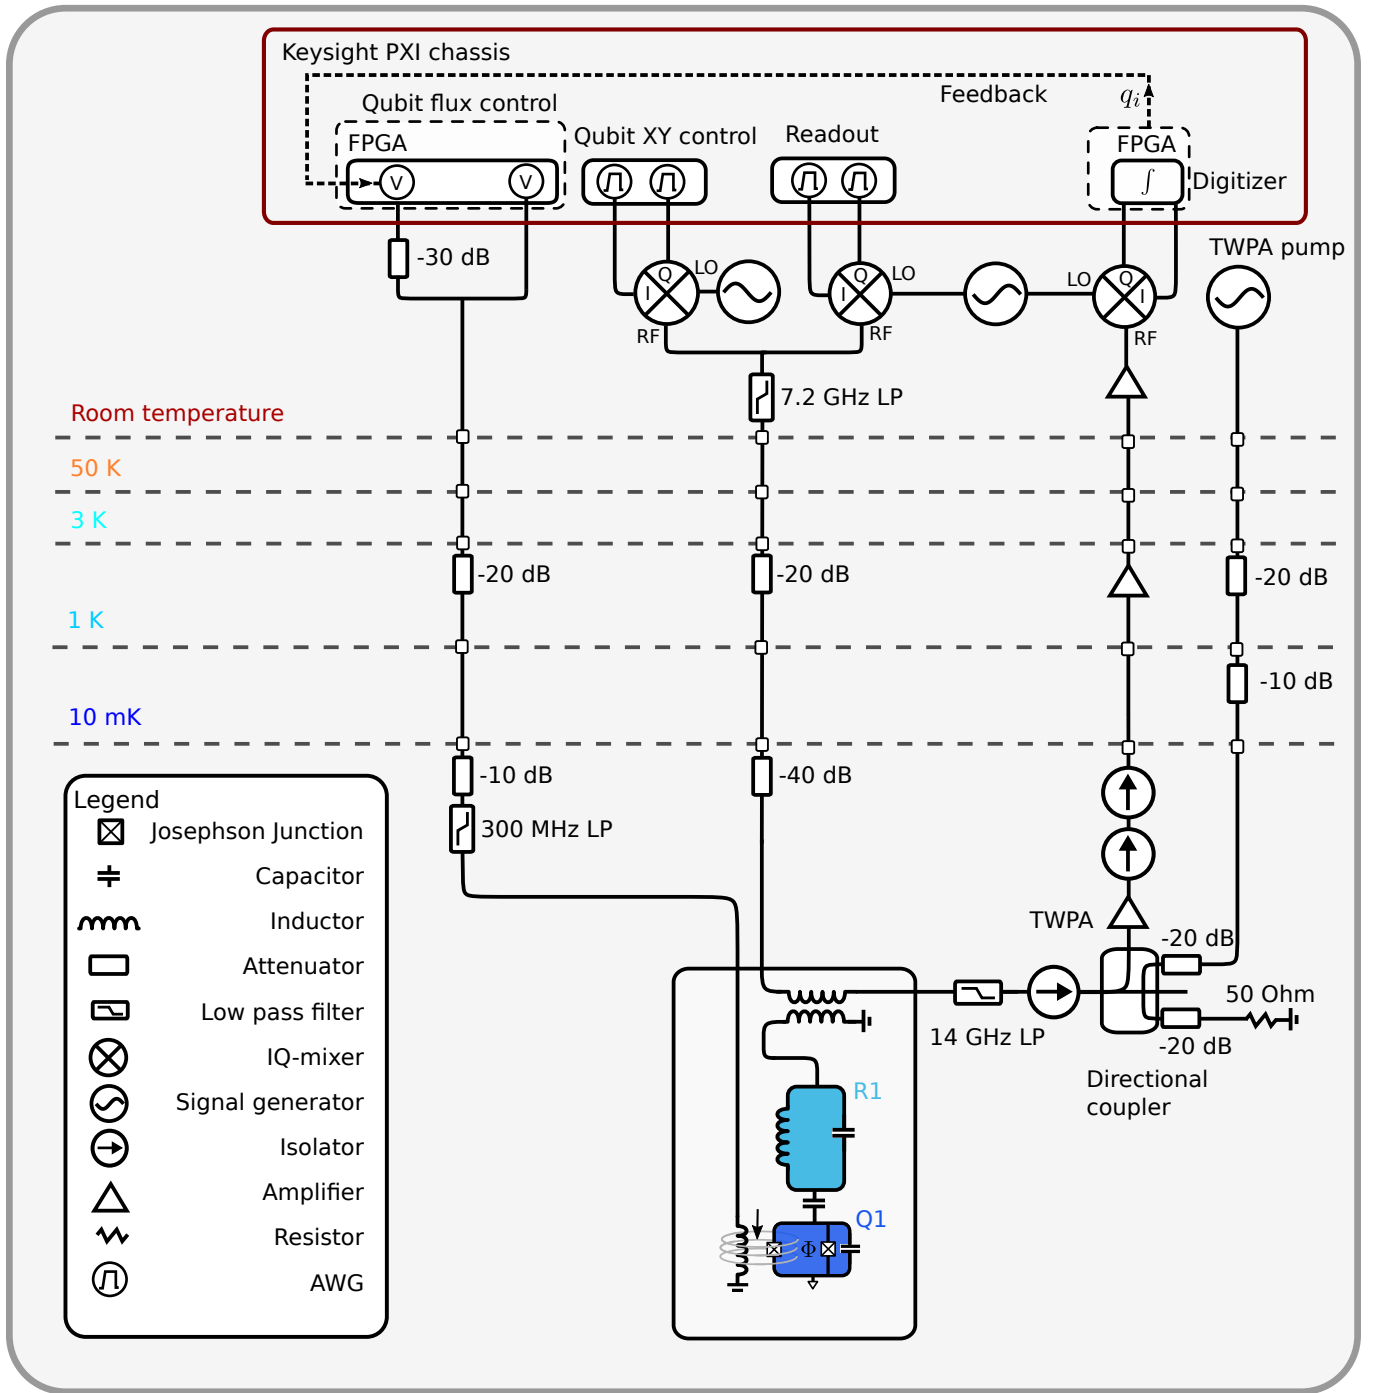 Keysight PXI chassis
Feedback
qi
Qubit flux control
FPGA
V
V
Qubit XY control
Readout
FPGA
∫
Digitizer
-30 dB
TWPA pump
Q
I
LO
RF
Q
I
LO
RF
LO
Q
I
RF
7.2 GHz LP
Room temperature
50 K
3 K
-20 dB
-20 dB
-20 dB
1 K
-10 dB
10 mK
-10 dB
-40 dB
300 MHz LP
TWPA
-20 dB
50 Ohm
-20 dB
14 GHz LP
Directional
coupler
R1
Q1
Φ
Legend
Josephson Junction
Capacitor
Inductor
Attenuator
Low pass filter
IQ-mixer
Signal generator
Isolator
Amplifier
Resistor
AWG